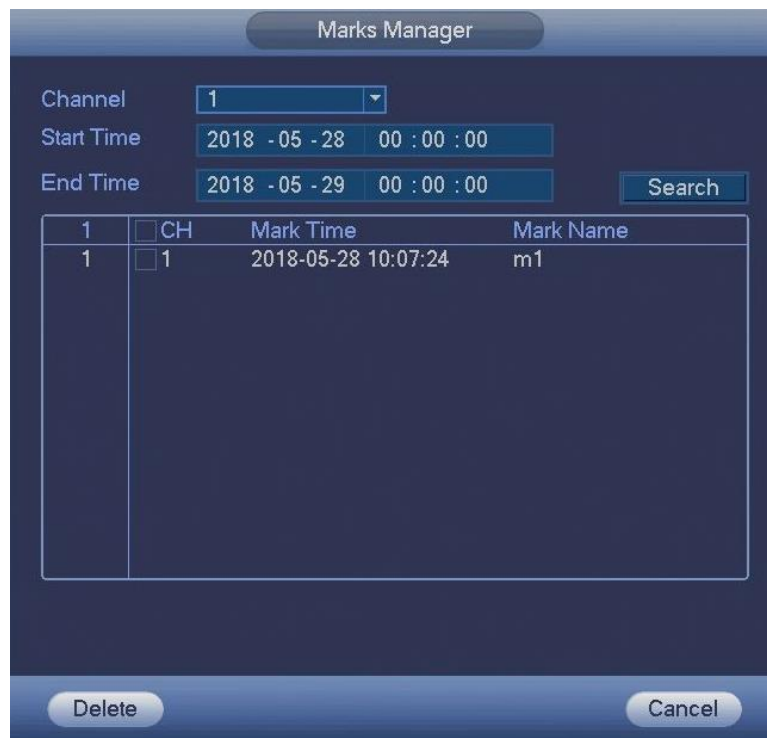 Marks Manager
Channel 1
Start Time 2018 - 05 - 28 00 : 00 : 00
End Time 2018 - 05 - 29 00 : 00 : 00 Search
1 CH Mark Time Mark Name
1 1 2018-05-28 10:07:24 m1
Delete Cancel